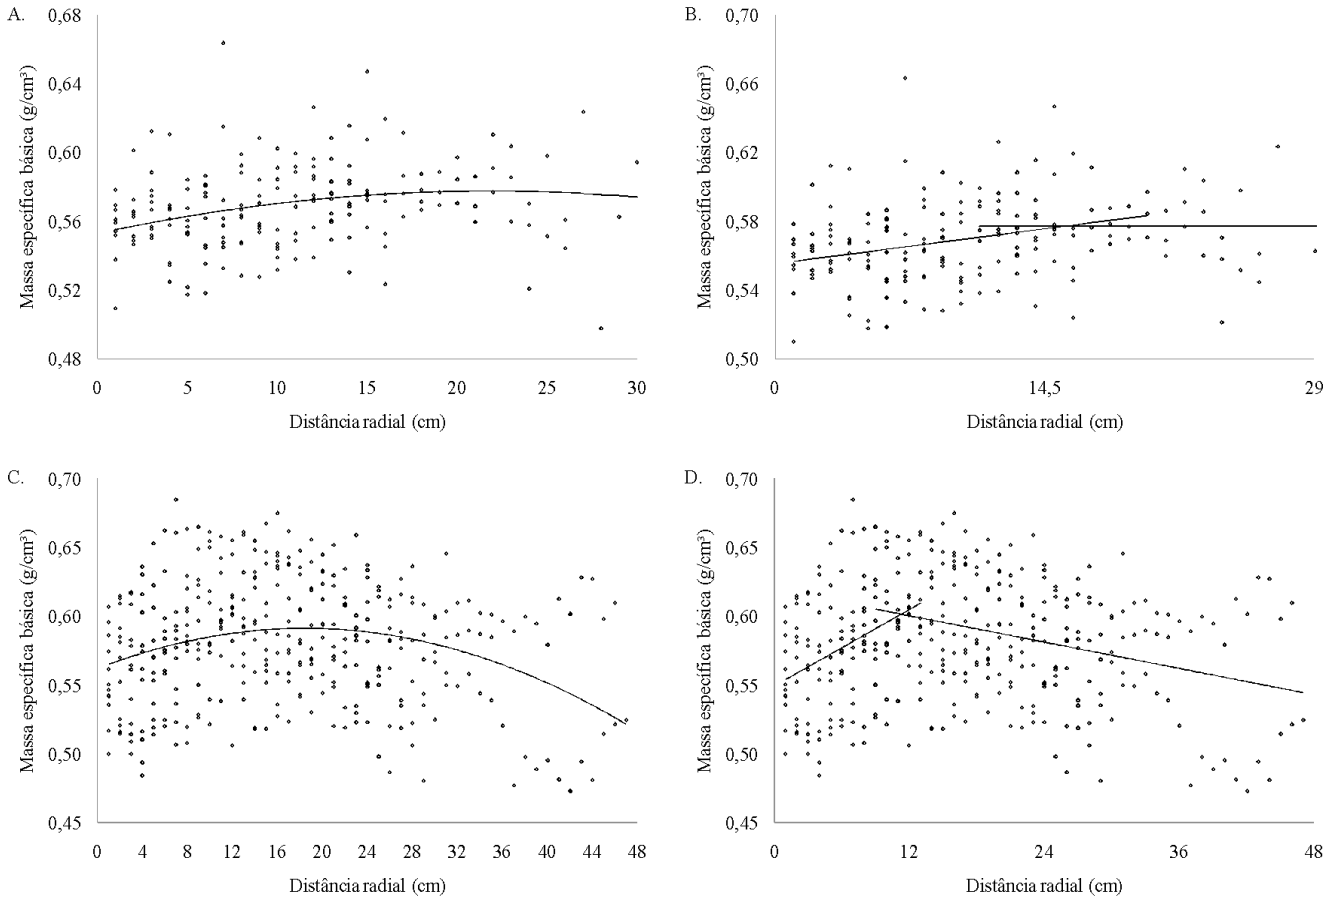 A.
Massa específica básica (g/cm³)
0,68
0,64
0,60
0,56
0,52
0,48
0 5 10 15 20 25 30
Distância radial (cm)
B.
Massa específica básica (g/cm³)
0,70
0,66
0,62
0,58
0,54
0,50
0 14,5 29
Distância radial (cm)
C.
Massa específica básica (g/cm³)
0,70
0,65
0,60
0,55
0,50
0,45
0 4 8 12 16 20 24 28 32 36 40 44 48
Distância radial (cm)
D.
Massa específica básica (g/cm³)
0,70
0,65
0,60
0,55
0,50
0,45
0 12 24 36 48
Distância radial (cm)